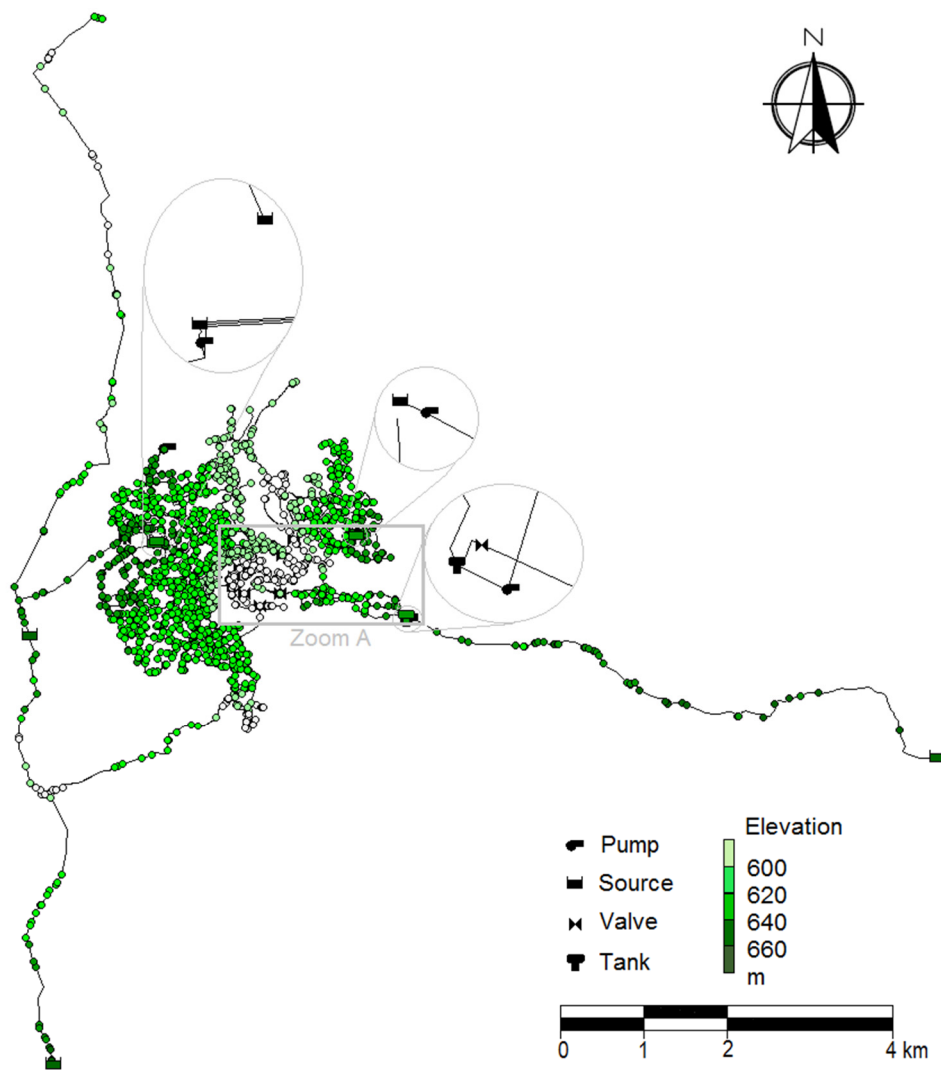 N
Zoom A
Elevation
Pump
600
Source
620
Valve
640
Tank
660
m
0 1 2 4 km